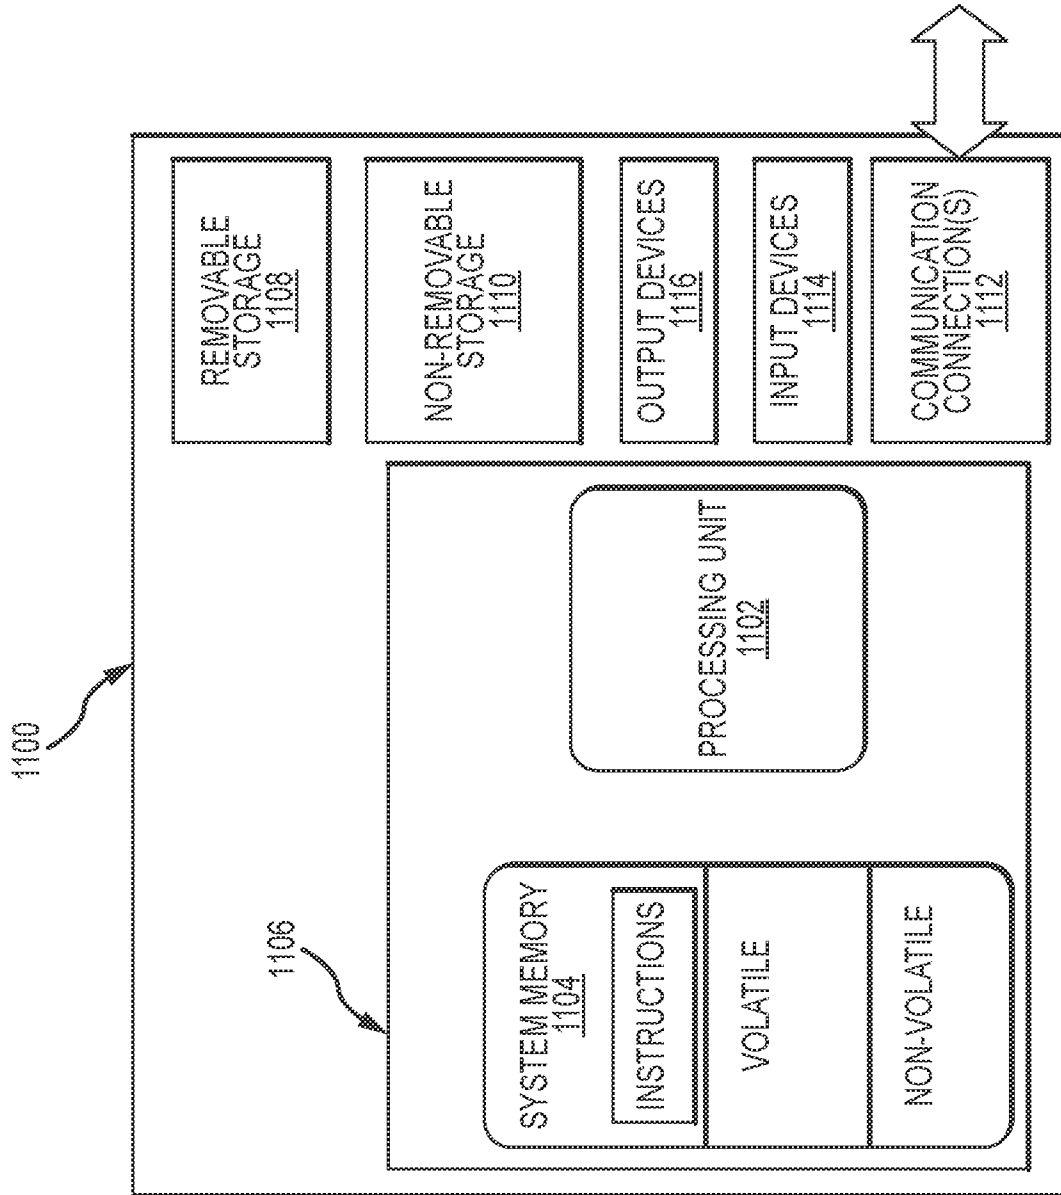 1100
1106
SYSTEM MEMORY
1104
INSTRUCTIONS
VOLATILE
NON-VOLATILE
PROCESSING UNIT
1102
REMOVABLE
STORAGE
1108
NON-REMOVABLE
STORAGE
1110
OUTPUT DEVICES
1116
INPUT DEVICES
1114
COMMUNICATION
CONNECTION(S)
1112